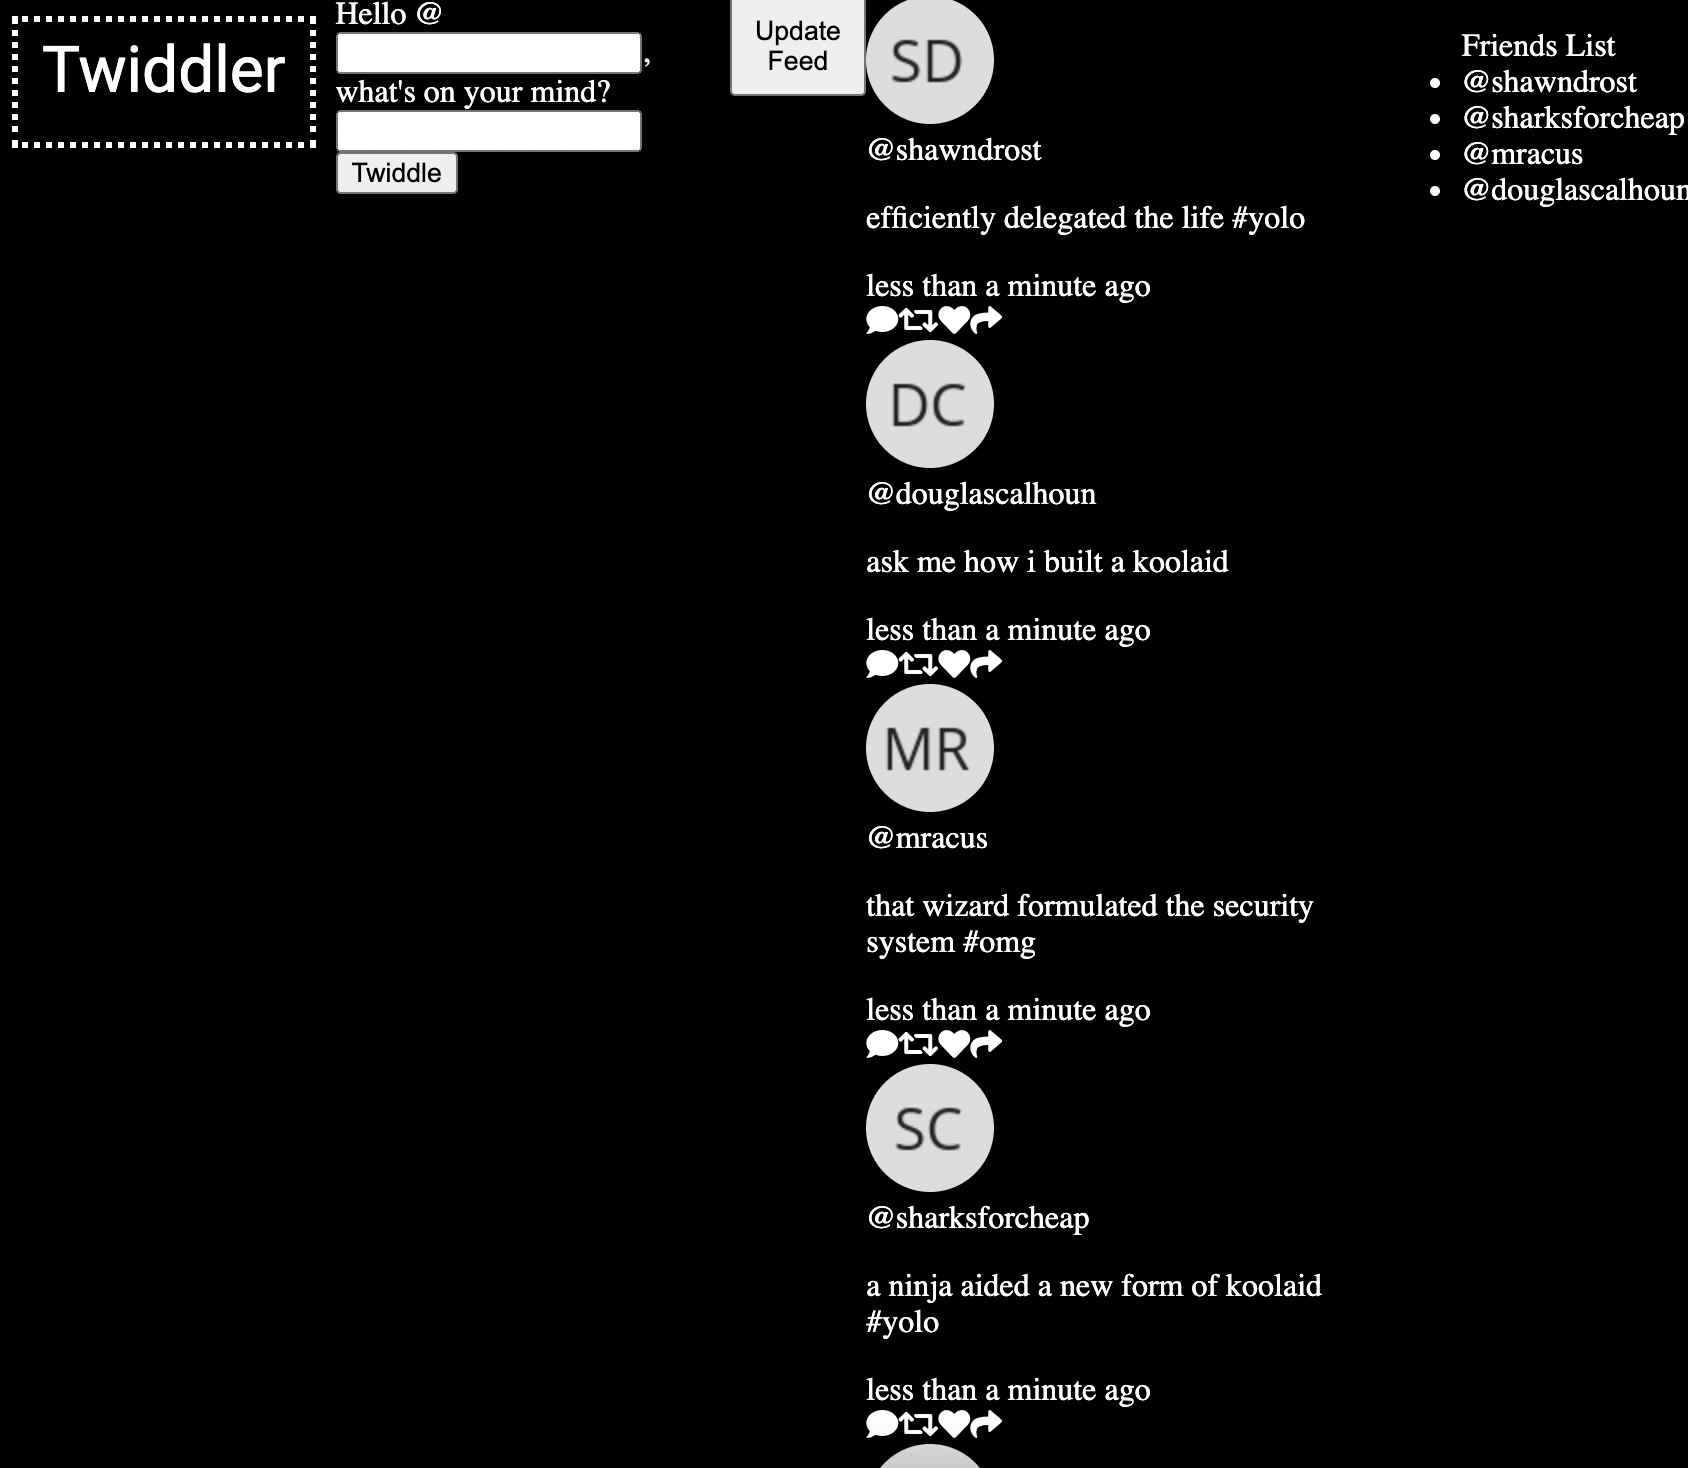 Twiddler
Hello @
,
what's on your mind?
Twiddle
Update
Feed
SD
@shawndrost
efficiently delegated the life #yolo
less than a minute ago
DC
@douglascalhoun
ask me how i built a koolaid
less than a minute ago
MR
@mracus
that wizard formulated the security
system #omg
less than a minute ago
SC
@sharksforcheap
a ninja aided a new form of koolaid
#yolo
less than a minute ago
Friends List
@shawndrost
@sharksforcheap
@mracus
@douglascalhoun